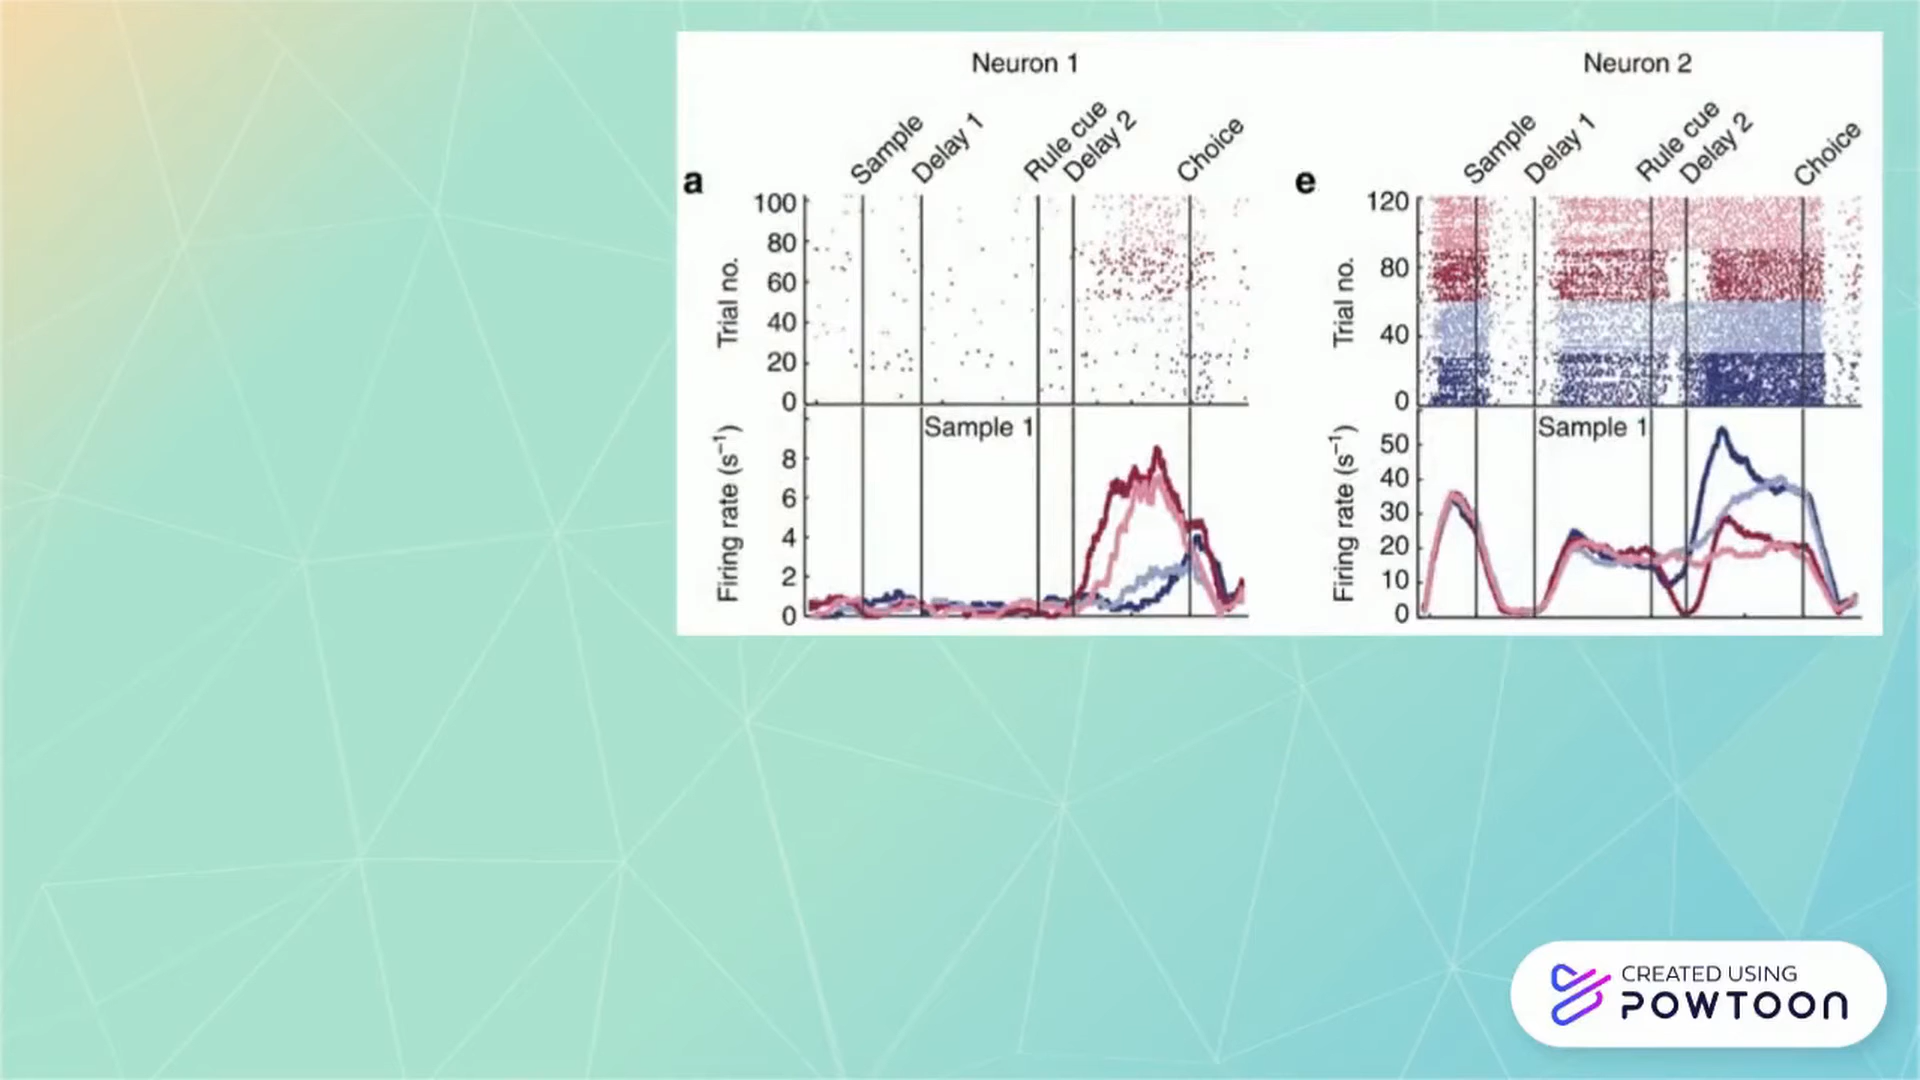 Neuron 1
Sample
Delay 1
Rule cue
Delay 2
Choice
a
Trial no.
100
80
60
40
20
0
Sample 1
Firing rate (s⁻¹)
8
6
4
2
0
Neuron 2
Sample
Delay 1
Rule cue
Delay 2
Choice
e
Trial no.
120
80
40
0
Sample 1
Firing rate (s⁻¹)
50
40
30
20
10
0
CREATED USING
POWTOON